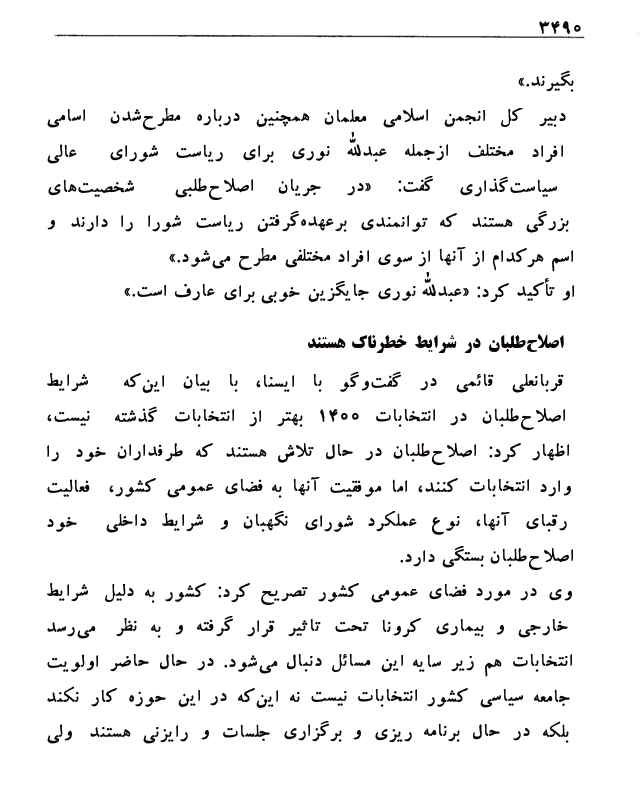 ۳۴۹۰
بگیرند.»
دبیر کل انجمن اسلامی معلمان همچنین درباره مطرح‌شدن اسامی
افراد مختلف ازجمله عبدالله نوری برای ریاست شورای عالی
سیاست‌گذاری گفت: «در جریان اصلاح‌طلبی شخصیت‌های
بزرگی هستند که توانمندی برعهده‌گرفتن ریاست شورا را دارند و
اسم هرکدام از آنها از سوی افراد مختلفی مطرح می‌شود.»
او تأکید کرد: «عبدالله نوری جایگزین خوبی برای عارف است.»
اصلاح‌طلبان در شرایط خطرناک هستند
قربانعلی قائمی در گفت‌وگو با ایسنا، با بیان این‌که شرایط
اصلاح‌طلبان در انتخابات ۱۴۰۰ بهتر از انتخابات گذشته نیست،
اظهار کرد: اصلاح‌طلبان در حال تلاش هستند که طرفداران خود را
وارد انتخابات کنند، اما موفقیت آنها به فضای عمومی کشور، فعالیت
رقبای آنها، نوع عملکرد شورای نگهبان و شرایط داخلی خود
اصلاح‌طلبان بستگی دارد.
وی در مورد فضای عمومی کشور تصریح کرد: کشور به دلیل شرایط
خارجی و بیماری کرونا تحت تاثیر قرار گرفته و به نظر می‌رسد
انتخابات هم زیر سایه این مسائل دنبال می‌شود. در حال حاضر اولویت
جامعه سیاسی کشور انتخابات نیست نه این‌که در این حوزه کار نکند
بلکه در حال برنامه ریزی و برگزاری جلسات و رایزنی هستند ولی